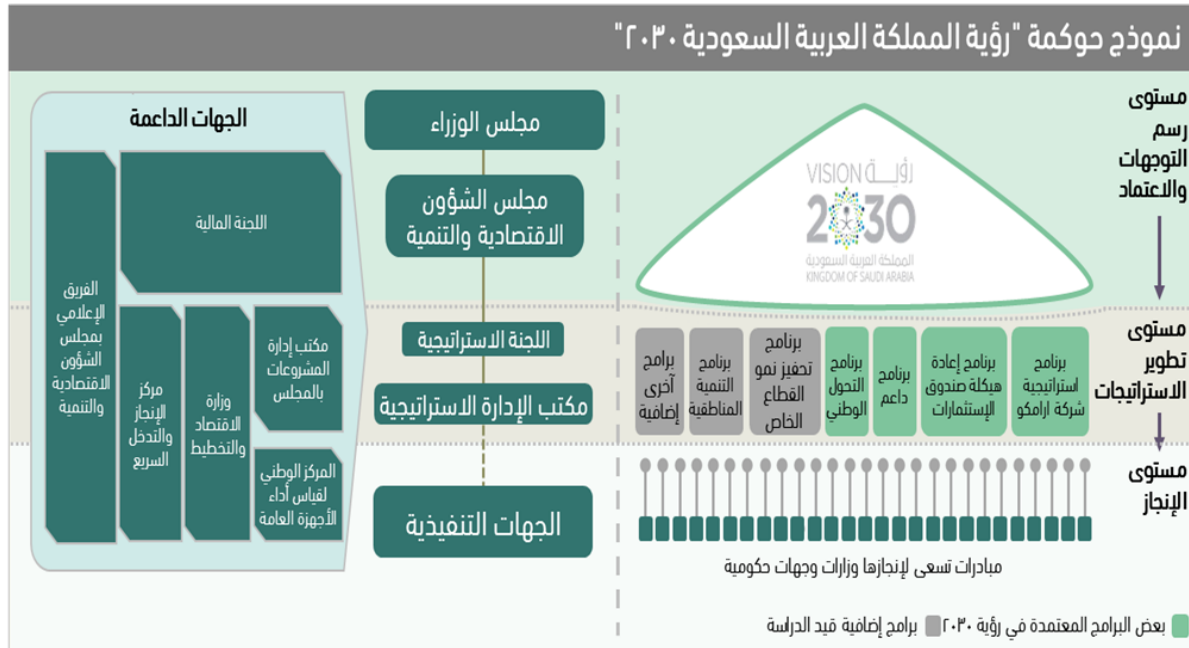 نموذج حوكمة "رؤية المملكة العربية السعودية ٢٠٣٠"
مستوى
رسم
التوجهات
والاعتماد
رؤيــة VISION
2030
المملكة العربية السعودية
KINGDOM OF SAUDI ARABIA
مجلس الوزراء
مجلس الشؤون
الاقتصادية والتنمية
الجهات الداعمة
اللجنة المالية
الفريق
الإعلامي
بمجلس
الشؤون
الاقتصادية
والتنمية
مركز
الإنجاز
والتدخل
السريع
وزارة
الاقتصاد
والتخطيط
مكتب إدارة
المشروعات
بالمجلس
المركز الوطني
لقياس أداء
الأجهزة العامة
مستوى
تطوير
الاستراتيجات
برنامج
استراتيجية
شركة ارامكو
برنامج إعادة
هيكلة صندوق
الإستثمارات
برنامج
داعم
برنامج
التحول
الوطني
برنامج
تحفيز نمو
القطاع
الخاص
برنامج
التنمية
المناطقية
برامج
آخرى
إضافية
اللجنة الاستراتيجية
مكتب الإدارة الاستراتيجية
مستوى
الإنجاز
مبادرات تسعى لإنجازها وزارات وجهات حكومية
الجهات التنفيذية
بعض البرامج المعتمدة في رؤية ٢٠٣٠
برامج إضافية قيد الدراسة